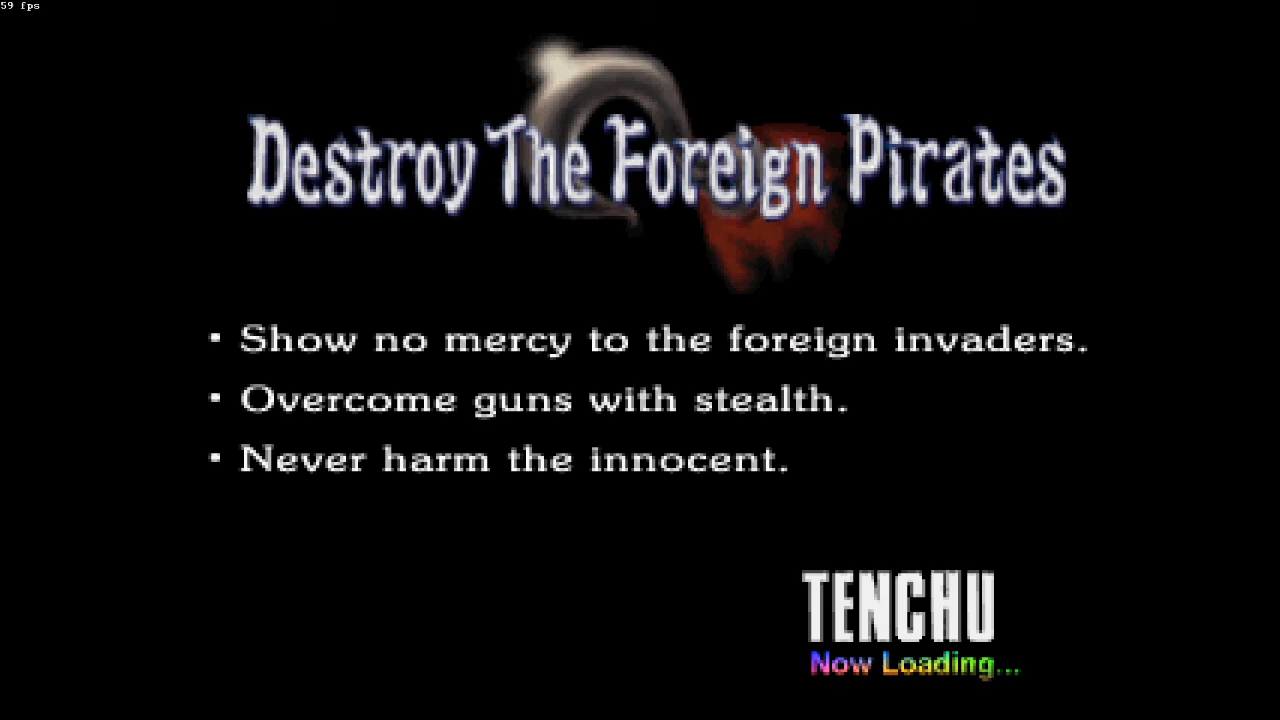 59 fps
Destroy The Foreign Pirates
▪ Show no mercy to the foreign invaders.
▪ Overcome guns with stealth.
▪ Never harm the innocent.
TENCHU
Now Loading...